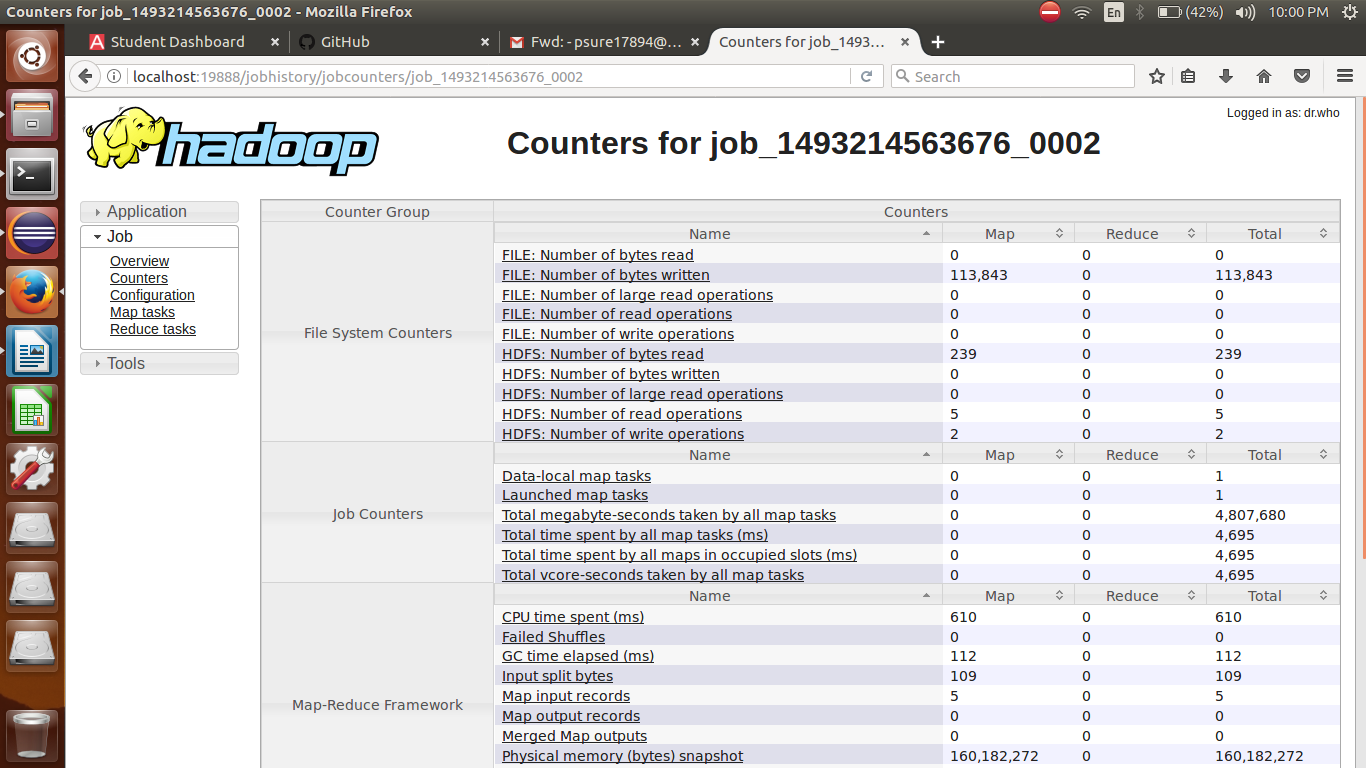 Counters for job_1493214563676_0002 - Mozilla Firefox
En
(42%)
10:00 PM
Student Dashboard
GitHub
Fwd: - psure17894@...
Counters for job_1493...
localhost:19888/jobhistory/jobcounters/job_1493214563676_0002
Search
Logged in as: dr.who
hadoop
Counters for job_1493214563676_0002
Application
Job
Overview
Counters
Configuration
Map tasks
Reduce tasks
Tools
Counter Group Counters
File System Counters
Name Map Reduce Total
FILE: Number of bytes read 0 0 0
FILE: Number of bytes written 113,843 0 113,843
FILE: Number of large read operations 0 0 0
FILE: Number of read operations 0 0 0
FILE: Number of write operations 0 0 0
HDFS: Number of bytes read 239 0 239
HDFS: Number of bytes written 0 0 0
HDFS: Number of large read operations 0 0 0
HDFS: Number of read operations 5 0 5
HDFS: Number of write operations 2 0 2
Job Counters
Name Map Reduce Total
Data-local map tasks 0 0 1
Launched map tasks 0 0 1
Total megabyte-seconds taken by all map tasks 0 0 4,807,680
Total time spent by all map tasks (ms) 0 0 4,695
Total time spent by all maps in occupied slots (ms) 0 0 4,695
Total vcore-seconds taken by all map tasks 0 0 4,695
Map-Reduce Framework
Name Map Reduce Total
CPU time spent (ms) 610 0 610
Failed Shuffles 0 0 0
GC time elapsed (ms) 112 0 112
Input split bytes 109 0 109
Map input records 5 0 5
Map output records 0 0 0
Merged Map outputs 0 0 0
Physical memory (bytes) snapshot 160,182,272 0 160,182,272